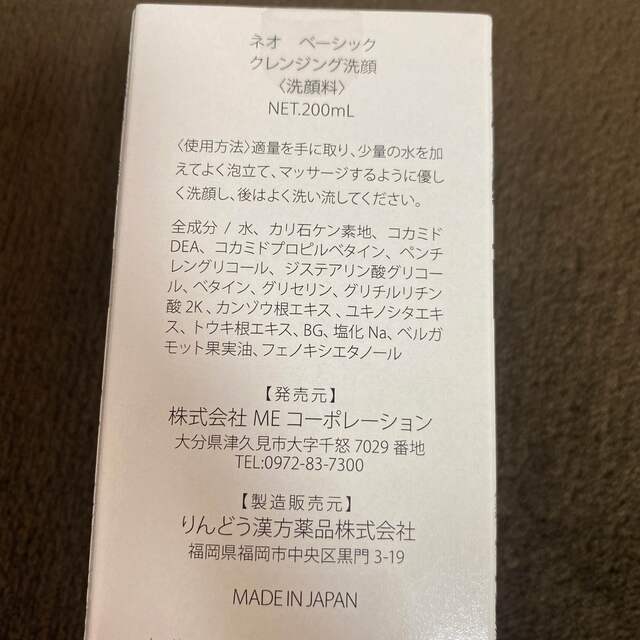 ネオ　ベーシック
クレンジング洗顔
〈洗顔料〉
NET.200mL
〈使用方法〉適量を手に取り、少量の水を加
えてよく泡立て、マッサージするように優し
く洗顔し、後はよく洗い流してください。
全成分 / 水、カリ石ケン素地、コカミド
DEA、コカミドプロピルベタイン、ペンチ
レングリコール、ジステアリン酸グリコー
ル、ベタイン、グリセリン、グリチルリチン
酸 2K、カンゾウ根エキス、ユキノシタエキ
ス、トウキ根エキス、BG、塩化 Na、ベルガ
モット果実油、フェノキシエタノール
【発売元】
株式会社 ME コーポレーション
大分県津久見市大字千怒 7029 番地
TEL:0972-83-7300
【製造販売元】
りんどう漢方薬品株式会社
福岡県福岡市中央区黒門 3-19
MADE IN JAPAN